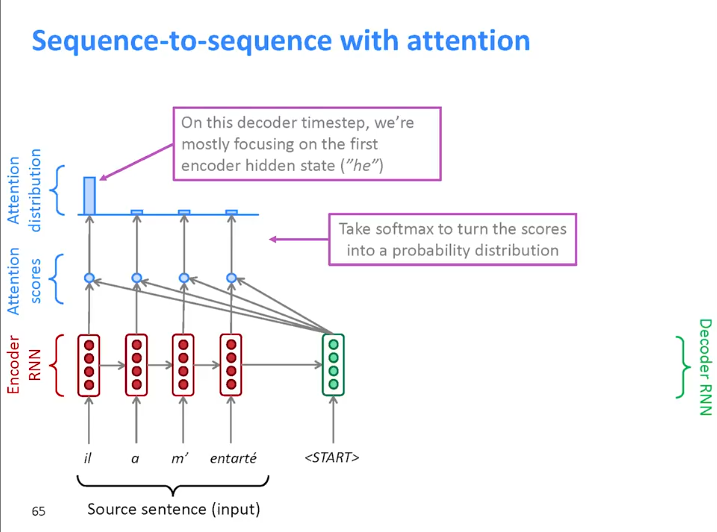 Sequence-to-sequence with attention
On this decoder timestep, we're
mostly focusing on the first
encoder hidden state ("he")
Attention
distribution
Take softmax to turn the scores
into a probability distribution
Attention
scores
Encoder
RNN
Decoder RNN
il a m' entarté <START>
Source sentence (input)
65